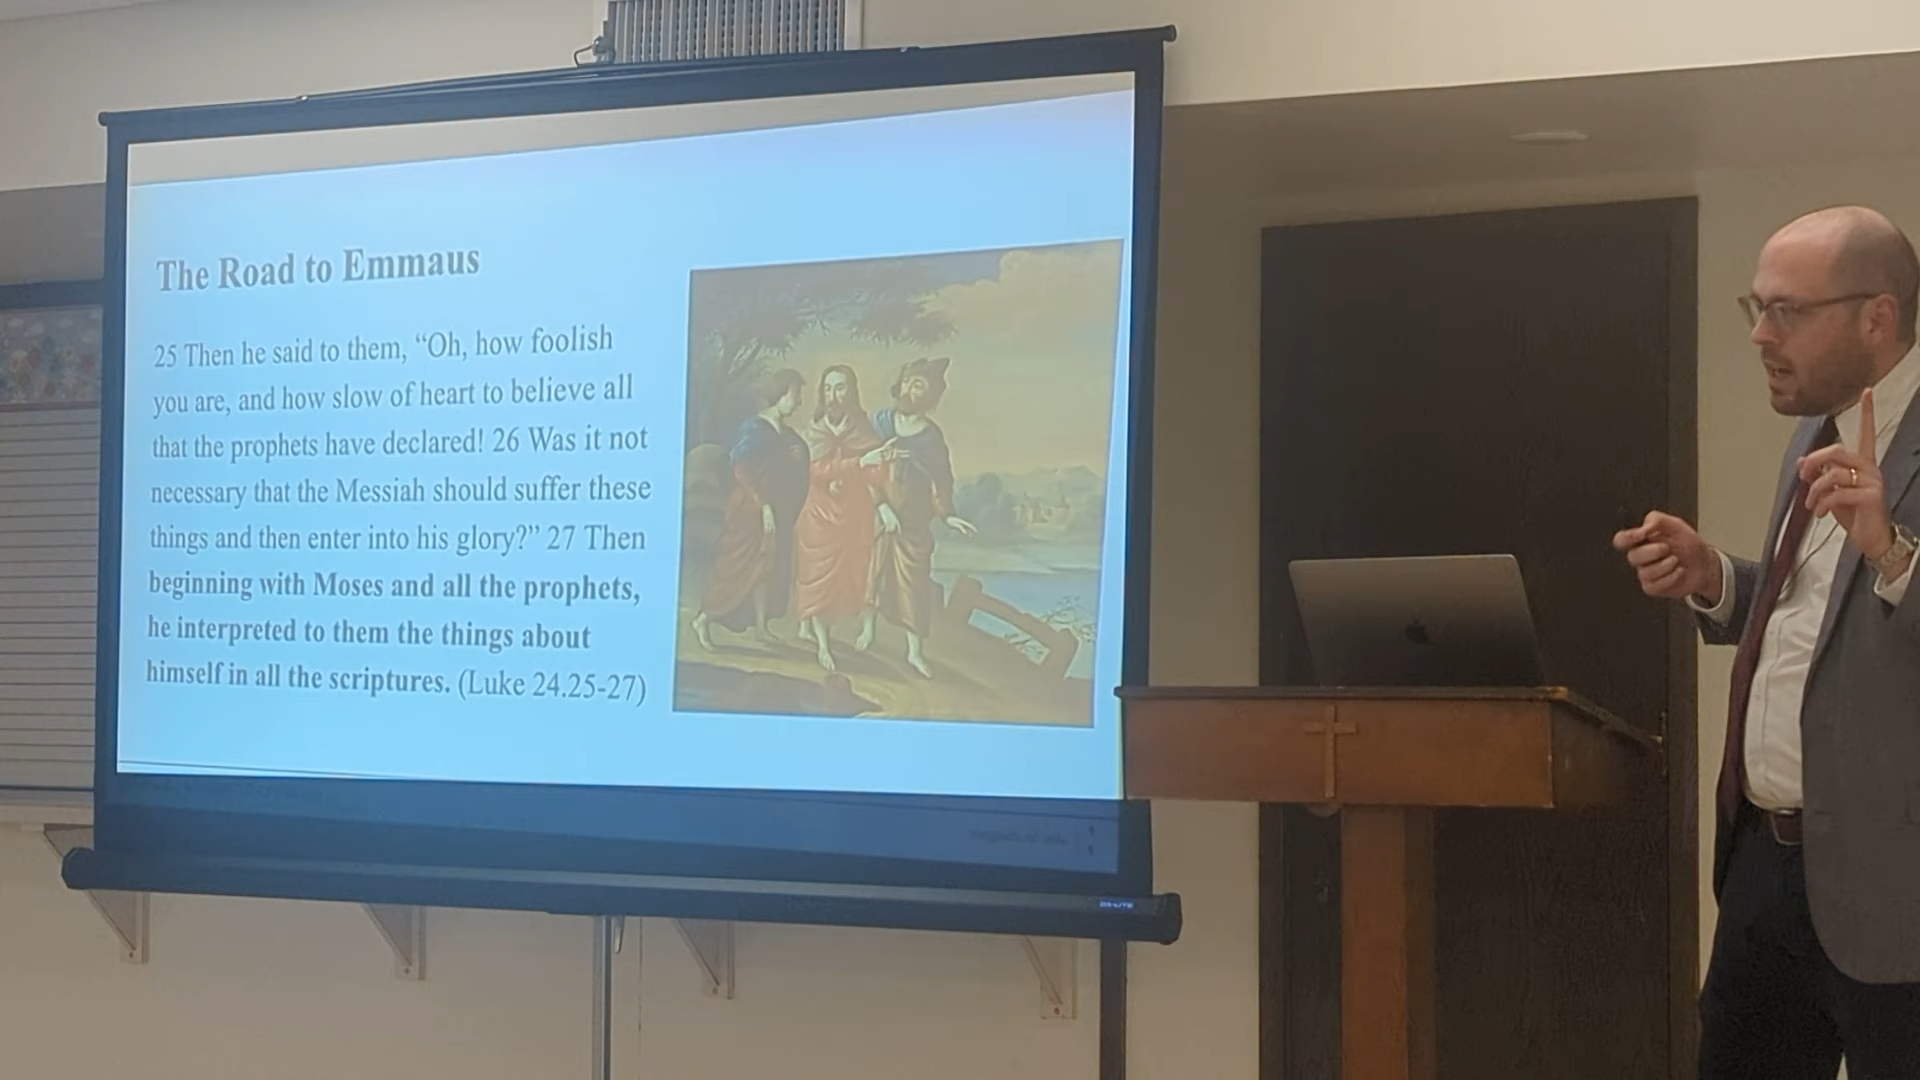 The Road to Emmaus
25 Then he said to them, “Oh, how foolish
you are, and how slow of heart to believe all
that the prophets have declared! 26 Was it not
necessary that the Messiah should suffer these
things and then enter into his glory?” 27 Then
beginning with Moses and all the prophets,
he interpreted to them the things about
himself in all the scriptures. (Luke 24.25-27)
DA-LITE